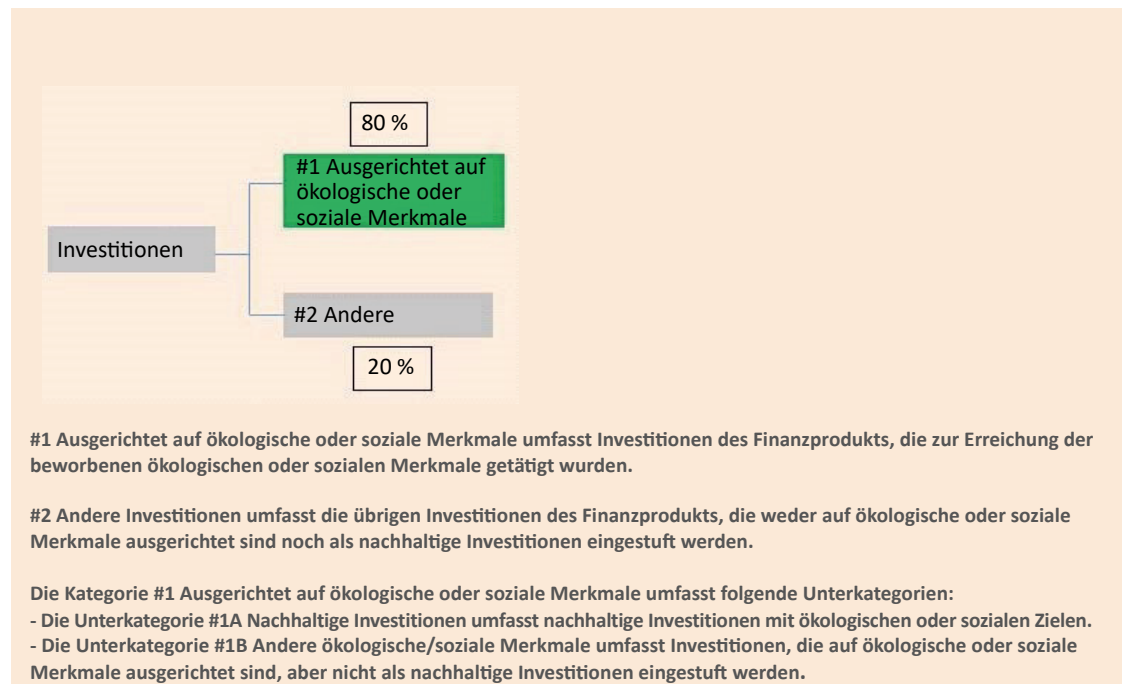 80 %
#1 Ausgerichtet auf
ökologische oder
soziale Merkmale
Investitionen
#2 Andere
20 %
#1 Ausgerichtet auf ökologische oder soziale Merkmale umfasst Investitionen des Finanzprodukts, die zur Erreichung der
beworbenen ökologischen oder sozialen Merkmale getätigt wurden.
#2 Andere Investitionen umfasst die übrigen Investitionen des Finanzprodukts, die weder auf ökologische oder soziale
Merkmale ausgerichtet sind noch als nachhaltige Investitionen eingestuft werden.
Die Kategorie #1 Ausgerichtet auf ökologische oder soziale Merkmale umfasst folgende Unterkategorien:
- Die Unterkategorie #1A Nachhaltige Investitionen umfasst nachhaltige Investitionen mit ökologischen oder sozialen Zielen.
- Die Unterkategorie #1B Andere ökologische/soziale Merkmale umfasst Investitionen, die auf ökologische oder soziale
Merkmale ausgerichtet sind, aber nicht als nachhaltige Investitionen eingestuft werden.